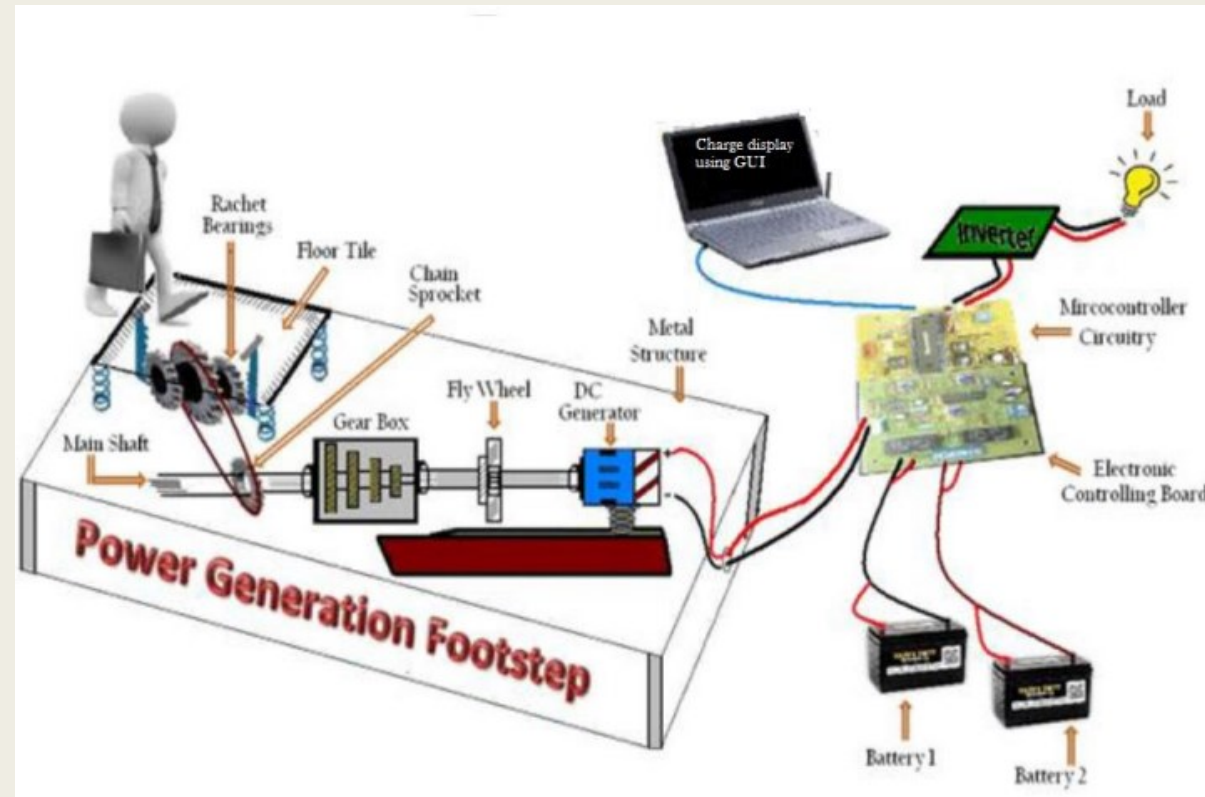 Charge display
using GUI
Load
Inverter
Rachet
Bearings
Floor Tile
Chain
Sprocket
Metal
Structure
Mircocontroller
Circuitry
Fly Wheel
DC
Generator
Gear Box
Main Shaft
+
-
Electronic
Controlling Board
Power Generation Footstep
Battery 1
Battery 2